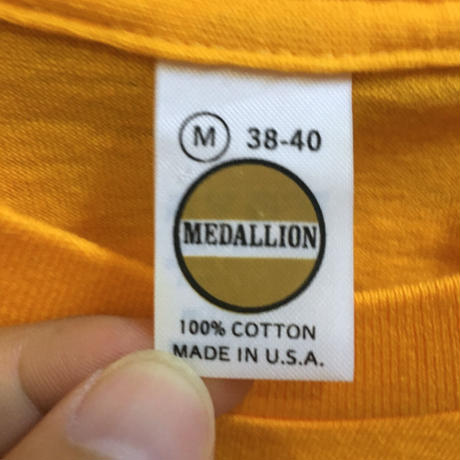 M 38-40
MEDALLION
100% COTTON
MADE IN U.S.A.